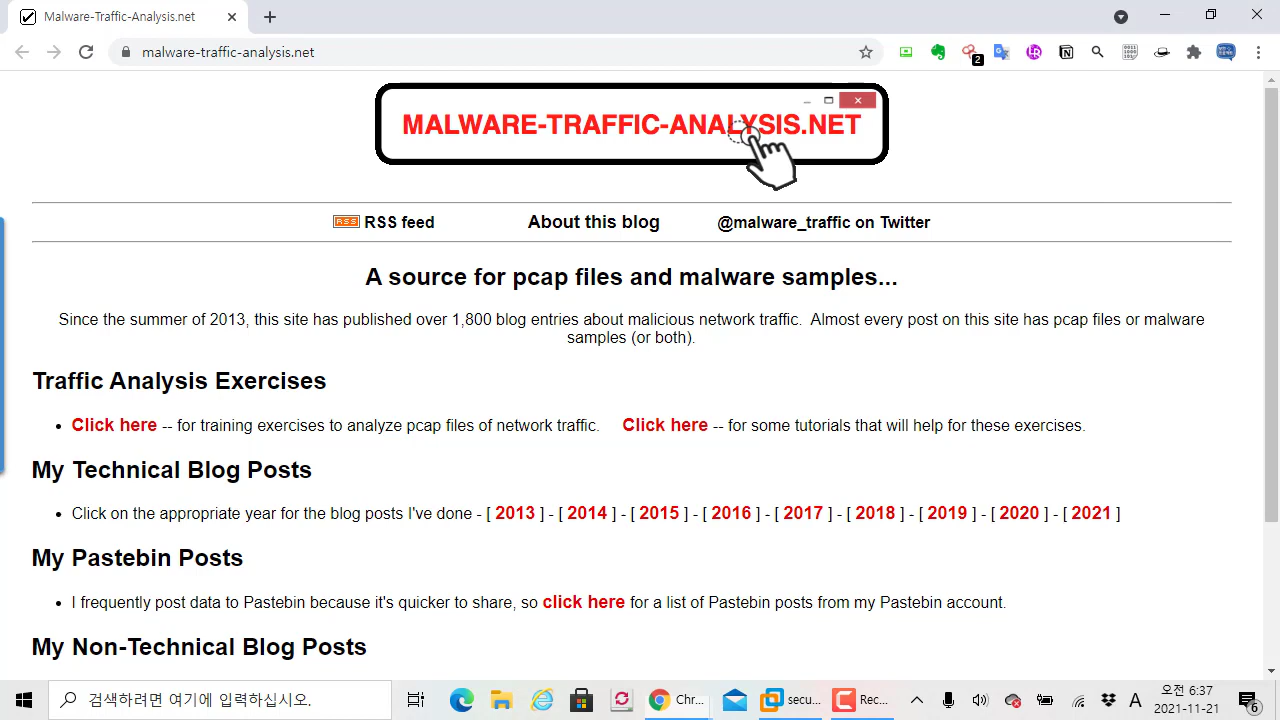 Malware-Traffic-Analysis.net
malware-traffic-analysis.net
2
MALWARE-TRAFFIC-ANALYSIS.NET
RSS RSS feed About this blog @malware_traffic on Twitter
A source for pcap files and malware samples...
Since the summer of 2013, this site has published over 1,800 blog entries about malicious network traffic. Almost every post on this site has pcap files or malware
samples (or both).
Traffic Analysis Exercises
• Click here -- for training exercises to analyze pcap files of network traffic. Click here -- for some tutorials that will help for these exercises.
My Technical Blog Posts
• Click on the appropriate year for the blog posts I've done - [ 2013 ] - [ 2014 ] - [ 2015 ] - [ 2016 ] - [ 2017 ] - [ 2018 ] - [ 2019 ] - [ 2020 ] - [ 2021 ]
My Pastebin Posts
• I frequently post data to Pastebin because it's quicker to share, so click here for a list of Pastebin posts from my Pastebin account.
My Non-Technical Blog Posts
검색하려면 여기에 입력하십시오.
Chr...
secu...
Rec...
A
오전 6:37
2021-11-21
6